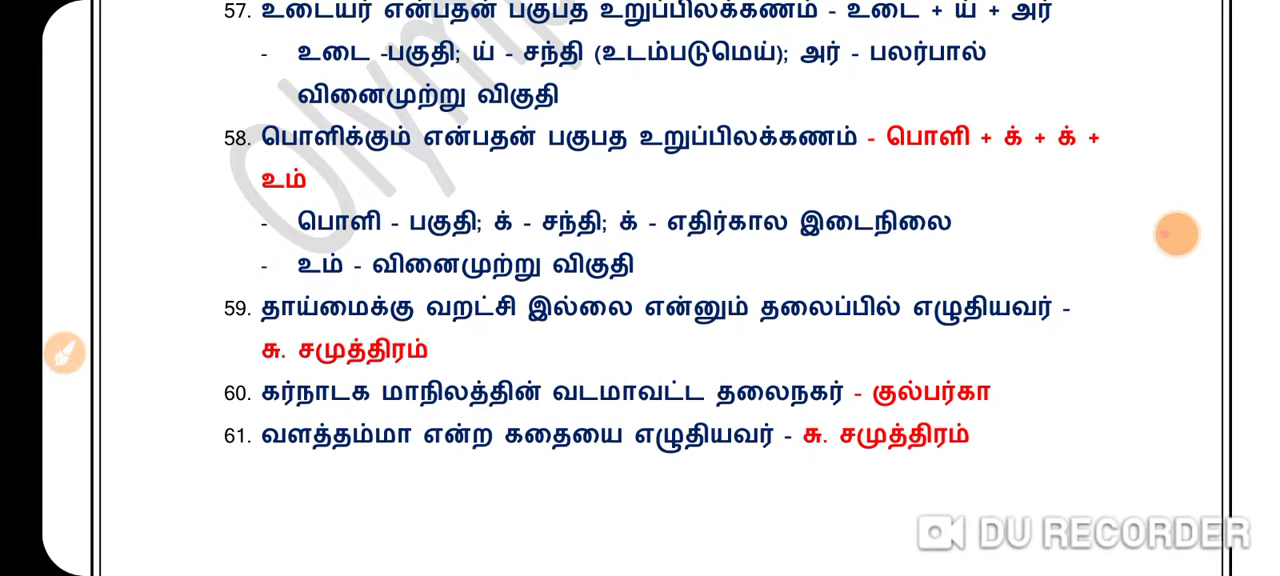 57. உடையர் என்பதன் பகுபத உறுப்பிலக்கணம் - உடை + ய் + அர்
- உடை -பகுதி; ய் - சந்தி (உடம்படுமெய்); அர் - பலர்பால்
வினைமுற்று விகுதி
58. பொளிக்கும் என்பதன் பகுபத உறுப்பிலக்கணம் - பொளி + க் + க் +
உம்
- பொளி - பகுதி; க் - சந்தி; க் - எதிர்கால இடைநிலை
- உம் - வினைமுற்று விகுதி
59. தாய்மைக்கு வறட்சி இல்லை என்னும் தலைப்பில் எழுதியவர் -
சு. சமுத்திரம்
60. கர்நாடக மாநிலத்தின் வடமாவட்ட தலைநகர் - குல்பர்கா
61. வளத்தம்மா என்ற கதையை எழுதியவர் - சு. சமுத்திரம்
DU RECORDER